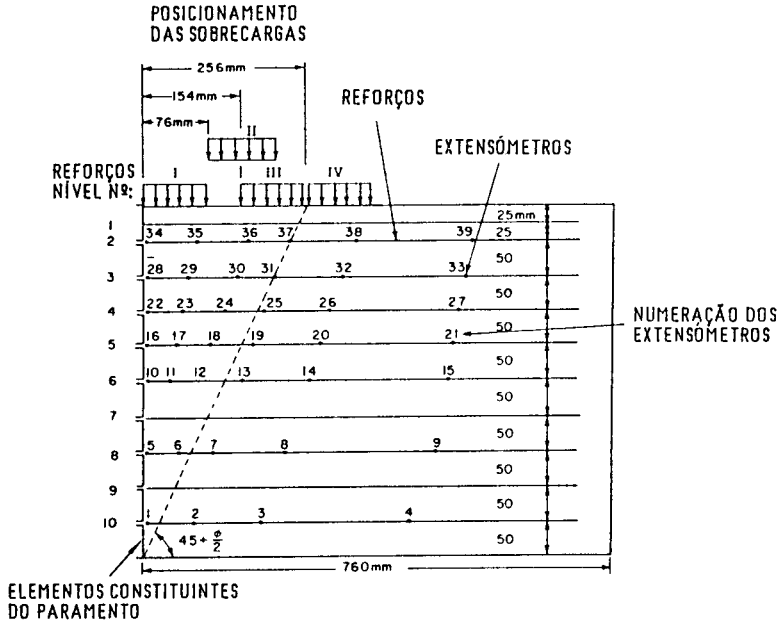 POSICIONAMENTO
DAS SOBRECARGAS
256mm
154mm
76mm
REFORÇOS
II
EXTENSÓMETROS
REFORÇOS
NÍVEL Nº:
I
I
III
IV
1
25mm
2
34 35 36 37 38 39 25
50
3
28 29 30 31 32 33
50
4
22 23 24 25 26 27
50
NUMERAÇÃO DOS
EXTENSÓMETROS
5
16 17 18 19 20 21
50
6
10 11 12 13 14 15
50
7
50
8
5 6 7 8 9
50
9
50
10
1 2 3 4
45 + φ/2
50
760mm
ELEMENTOS CONSTITUINTES
DO PARAMENTO